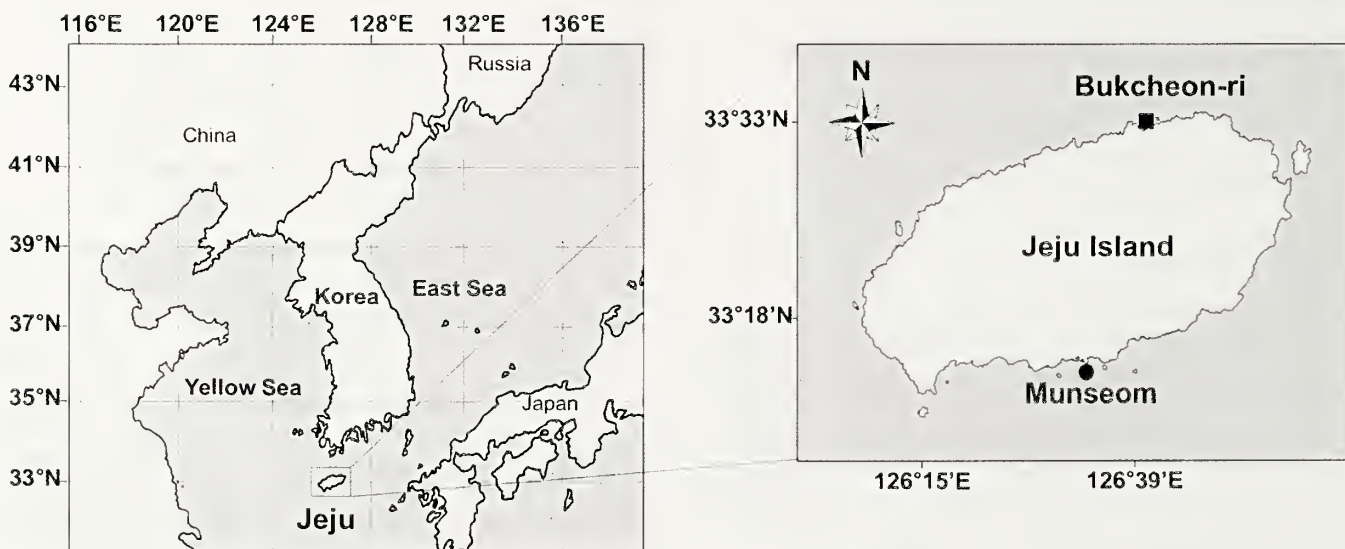 116°E 120°E 124°E 128°E 132°E 136°E
43°N
41°N
39°N
37°N
35°N
33°N
Russia
China
Korea
East Sea
Yellow Sea
Japan
Jeju
N
Bukcheon-ri
33°33'N
Jeju Island
33°18'N
Munseom
126°15'E 126°39'E